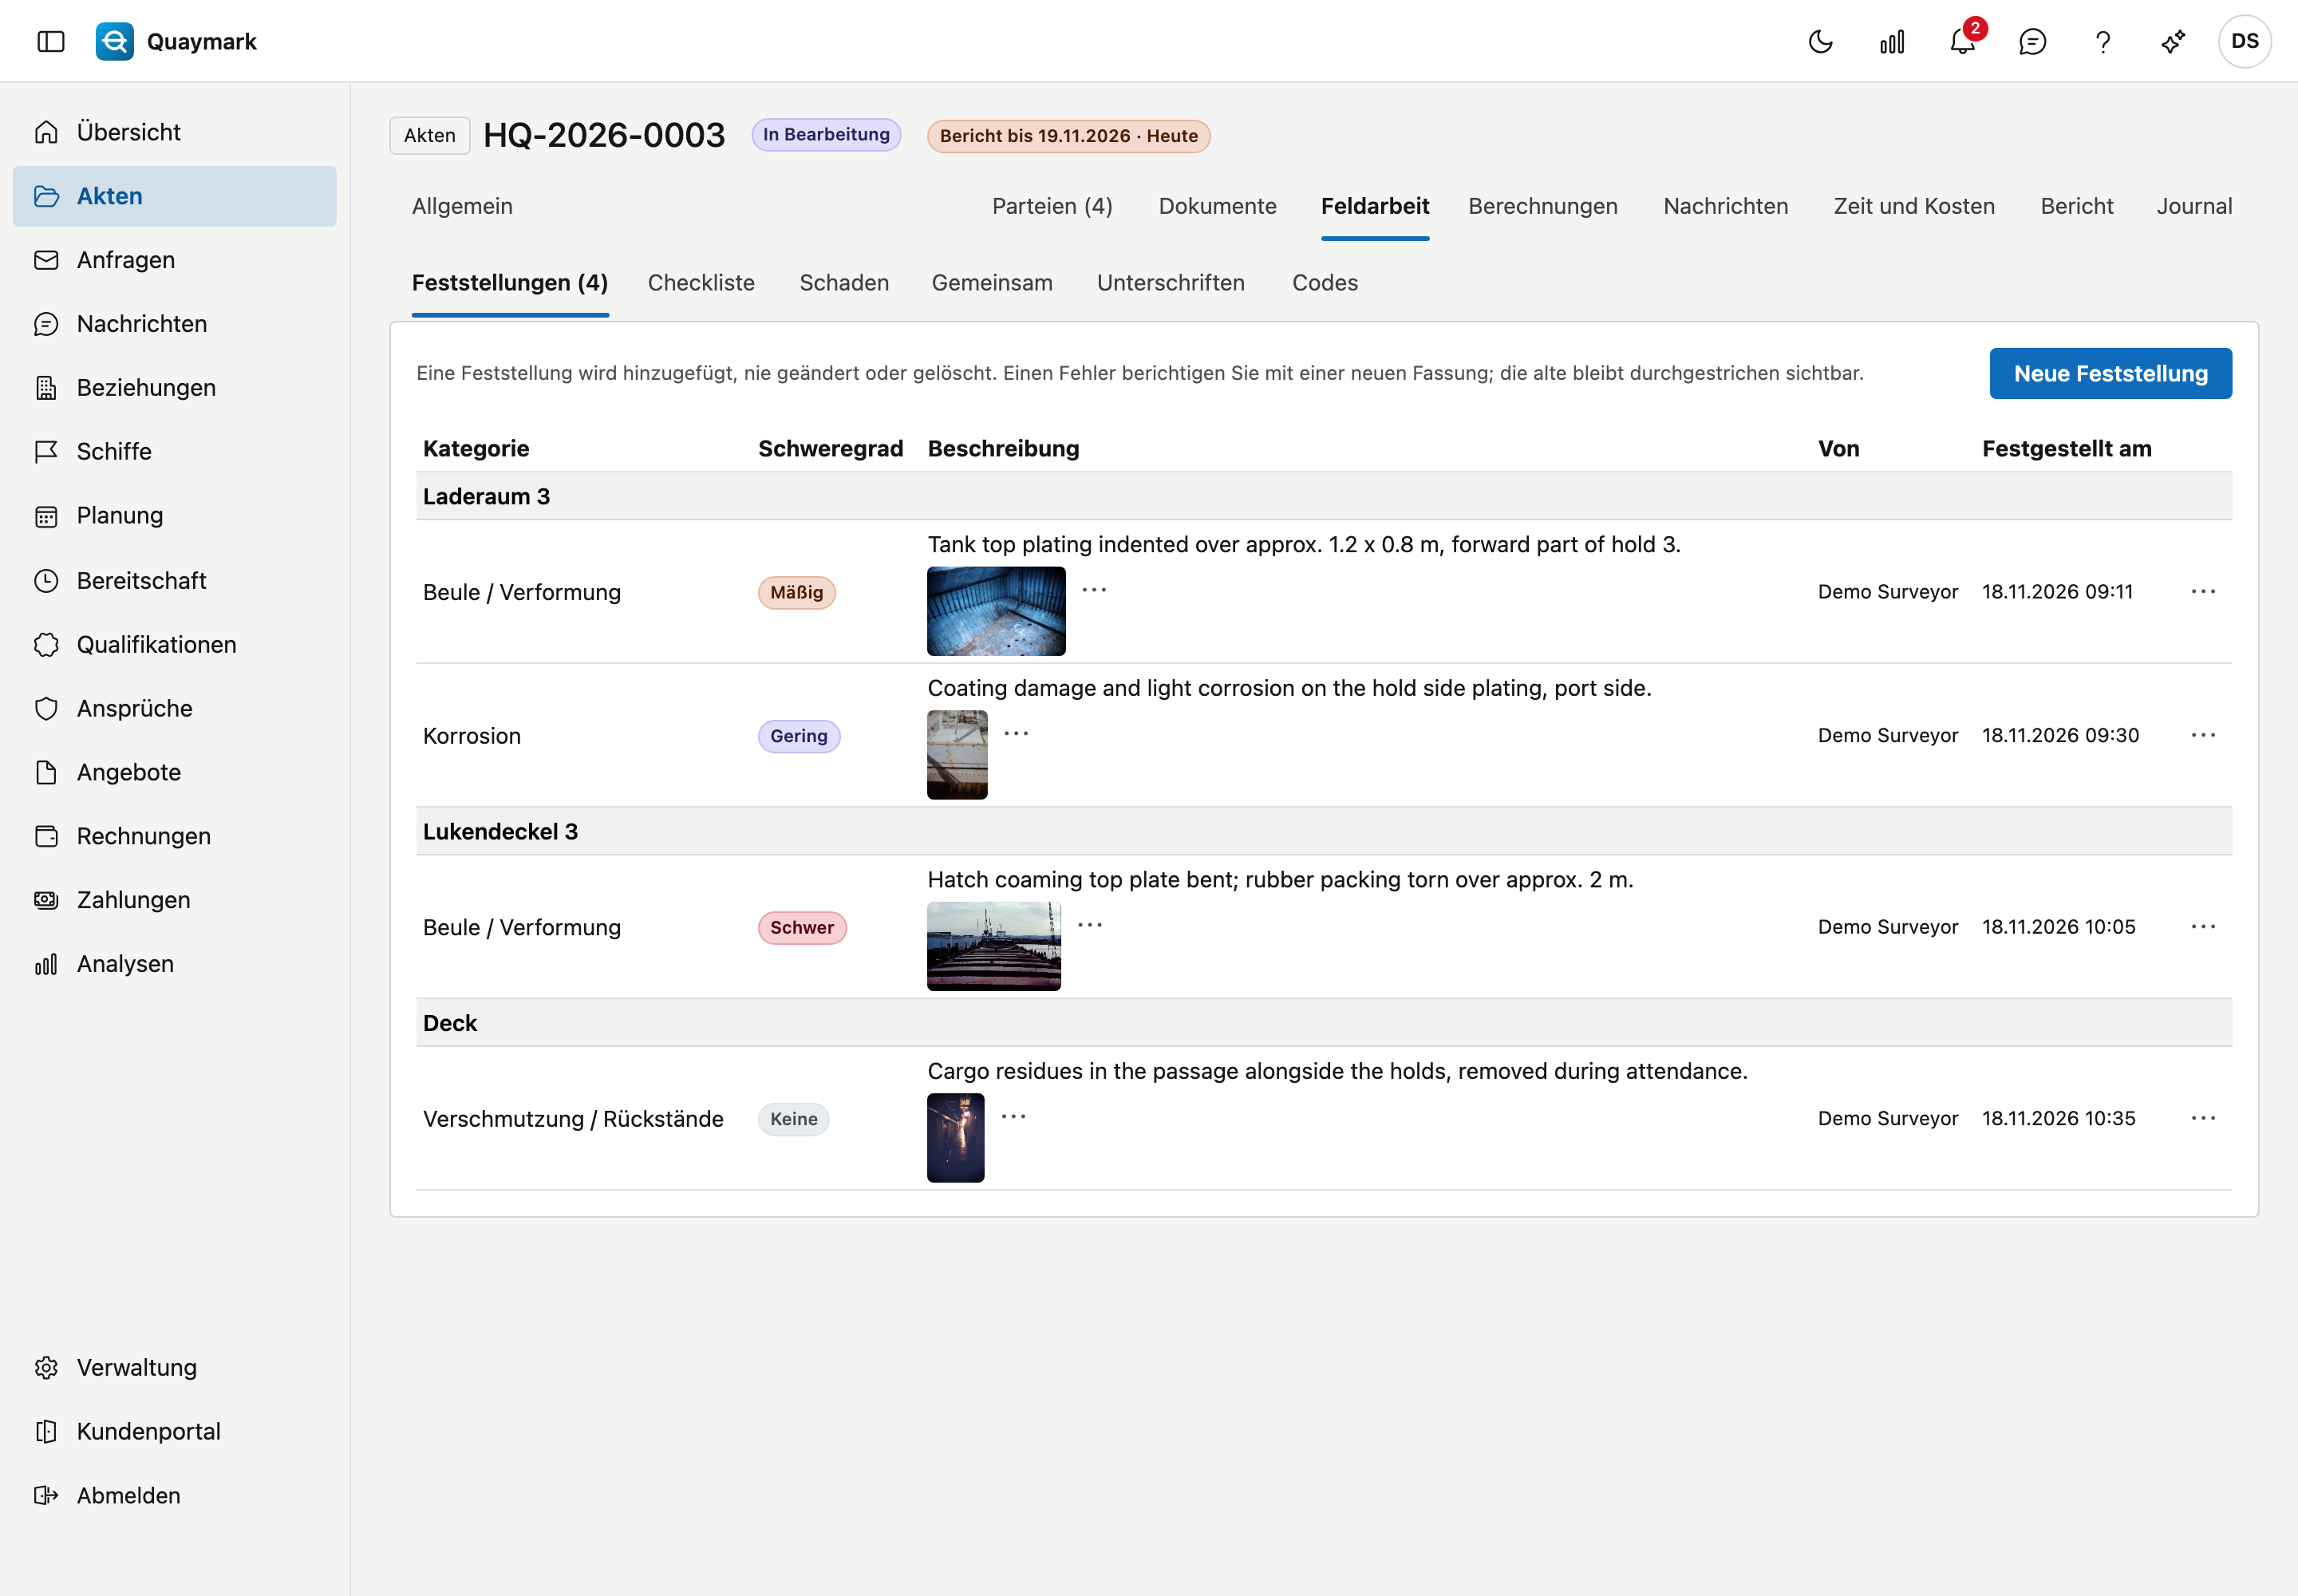 Quaymark
2
DS
Übersicht
Akten
Anfragen
Nachrichten
Beziehungen
Schiffe
Planung
Bereitschaft
Qualifikationen
Ansprüche
Angebote
Rechnungen
Zahlungen
Analysen
Verwaltung
Kundenportal
Abmelden
Akten HQ-2026-0003 In Bearbeitung Bericht bis 19.11.2026 · Heute
Allgemein Parteien (4) Dokumente Feldarbeit Berechnungen Nachrichten Zeit und Kosten Bericht Journal
Feststellungen (4) Checkliste Schaden Gemeinsam Unterschriften Codes
Eine Feststellung wird hinzugefügt, nie geändert oder gelöscht. Einen Fehler berichtigen Sie mit einer neuen Fassung; die alte bleibt durchgestrichen sichtbar. Neue Feststellung
Kategorie Schweregrad Beschreibung Von Festgestellt am
Laderaum 3
Tank top plating indented over approx. 1.2 x 0.8 m, forward part of hold 3.
Beule / Verformung Mäßig Demo Surveyor 18.11.2026 09:11
Coating damage and light corrosion on the hold side plating, port side.
Korrosion Gering Demo Surveyor 18.11.2026 09:30
Lukendeckel 3
Hatch coaming top plate bent; rubber packing torn over approx. 2 m.
Beule / Verformung Schwer Demo Surveyor 18.11.2026 10:05
Deck
Cargo residues in the passage alongside the holds, removed during attendance.
Verschmutzung / Rückstände Keine Demo Surveyor 18.11.2026 10:35